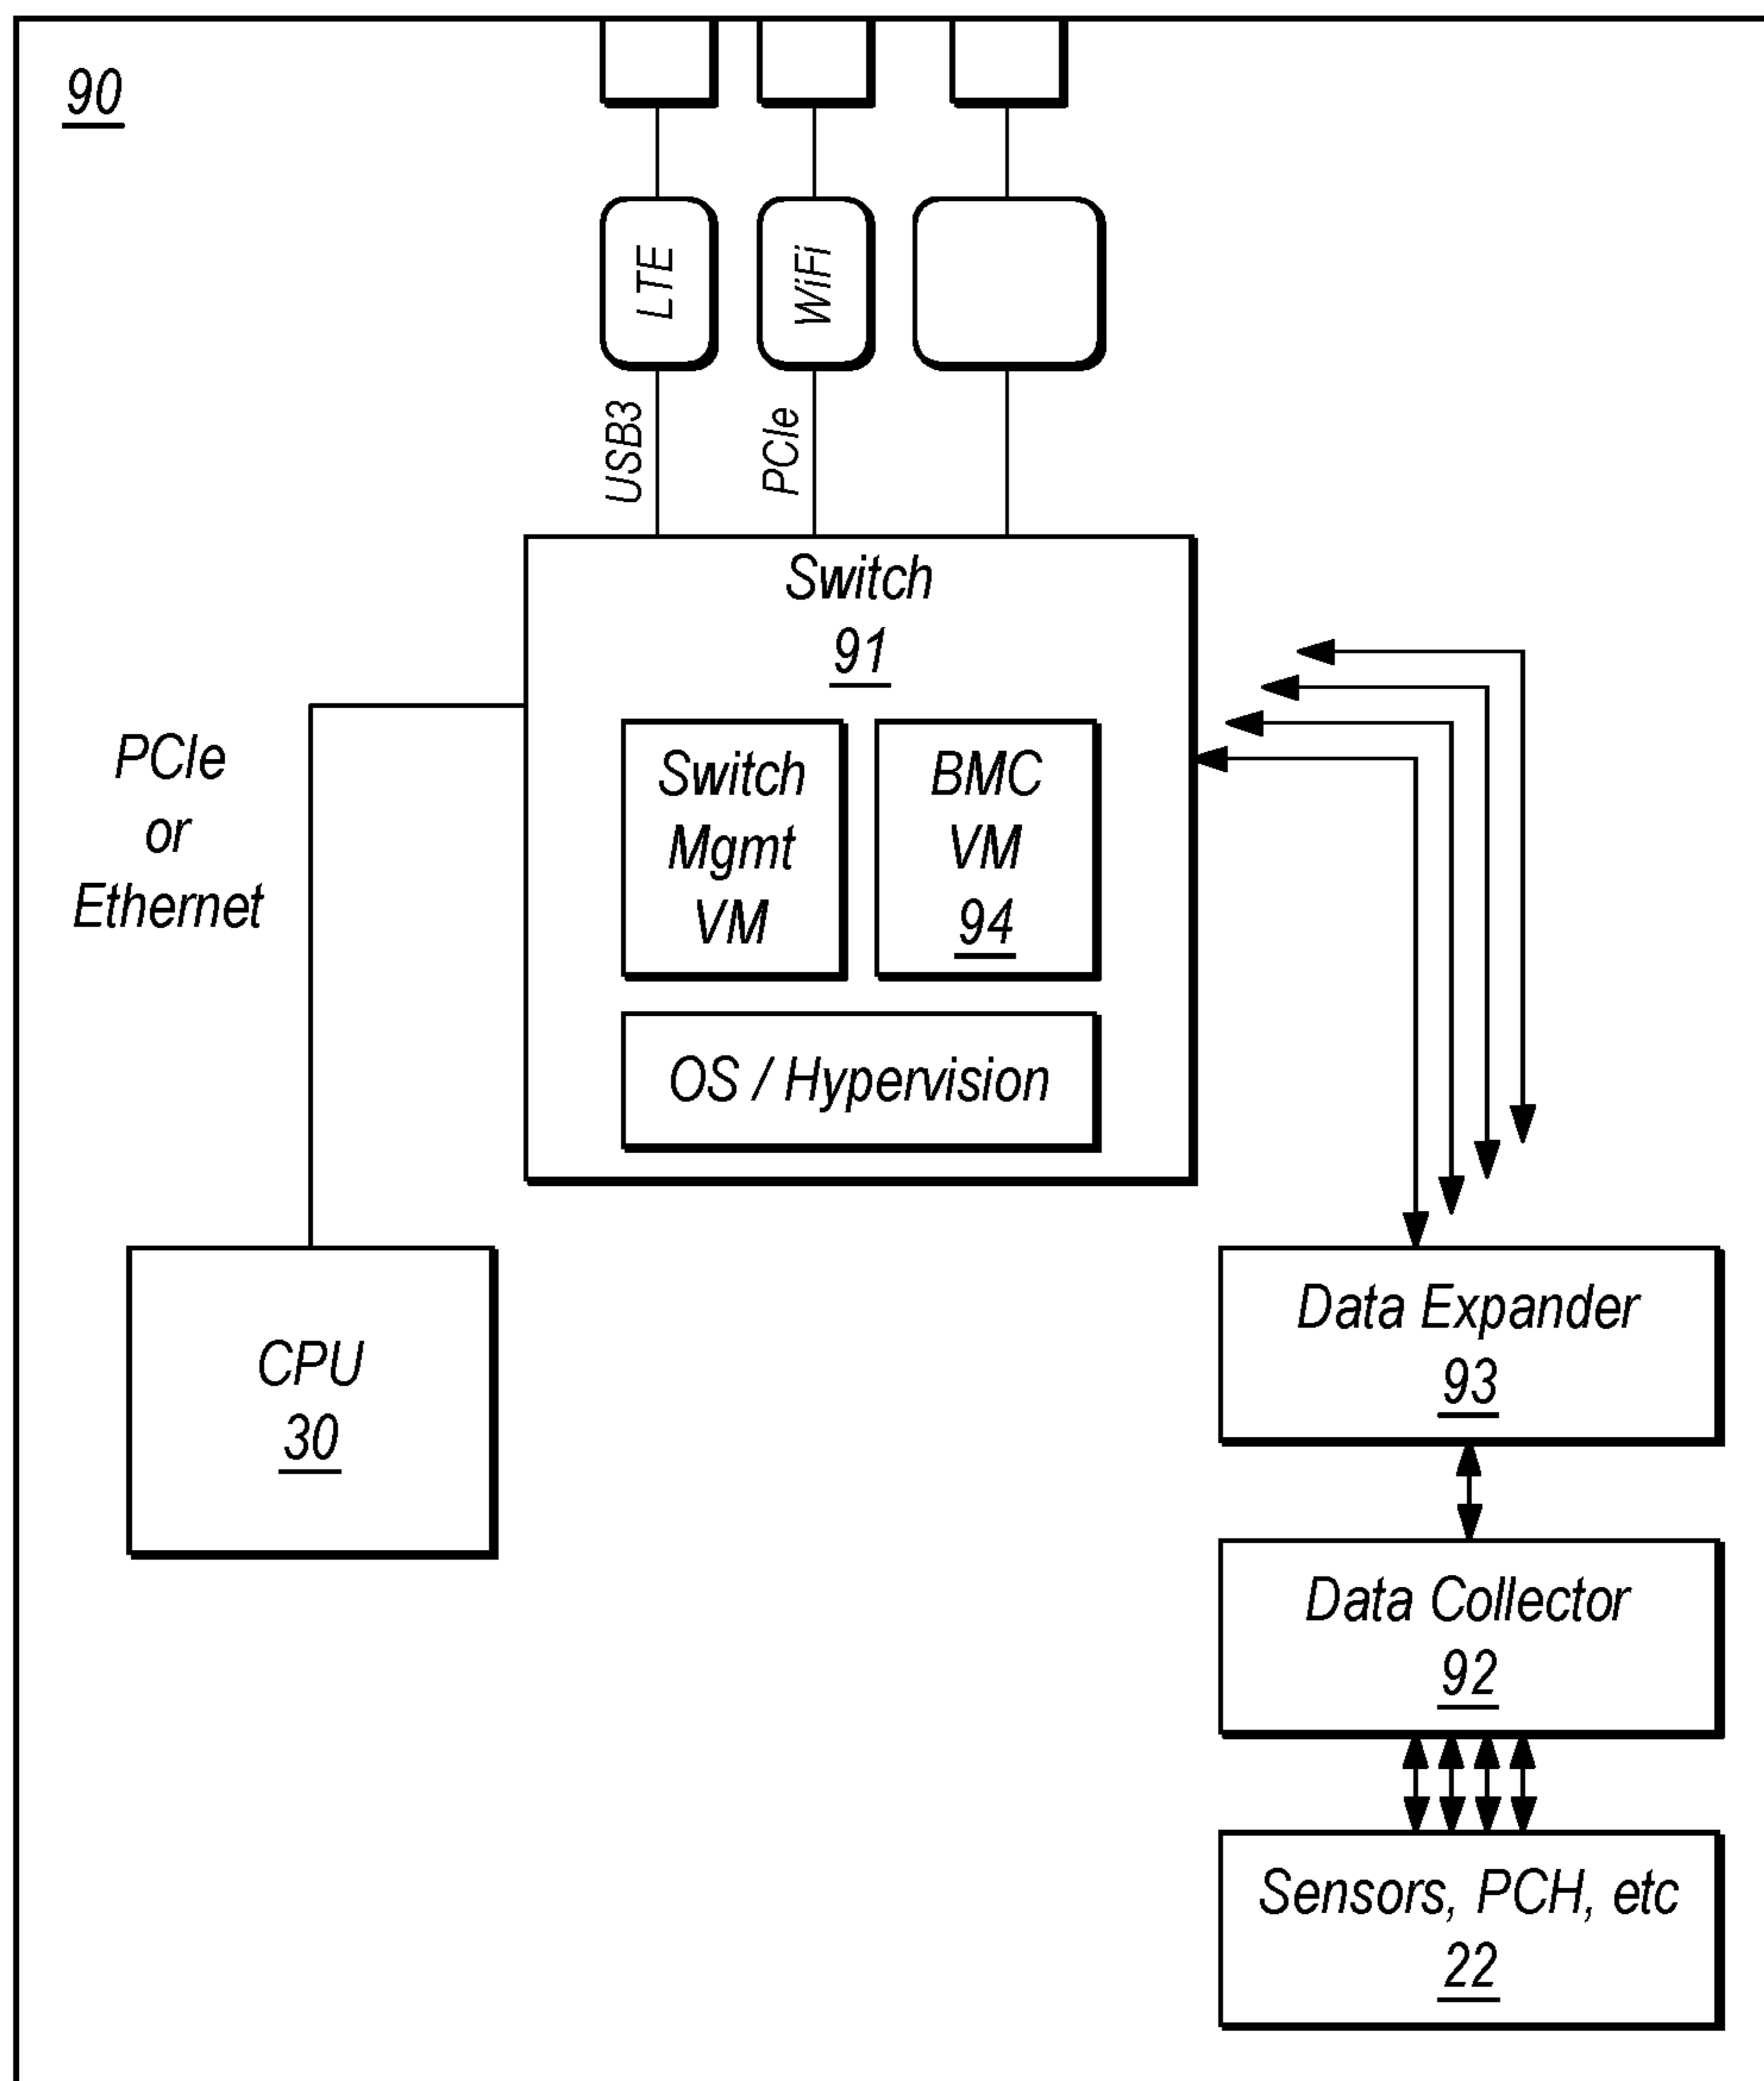 90
LTE
WiFi
USB3
PCIe
Switch
91
PCIe
or
Ethernet
Switch
Mgmt
VM
BMC
VM
94
OS / Hypervision
CPU
30
Data Expander
93
Data Collector
92
Sensors, PCH, etc
22